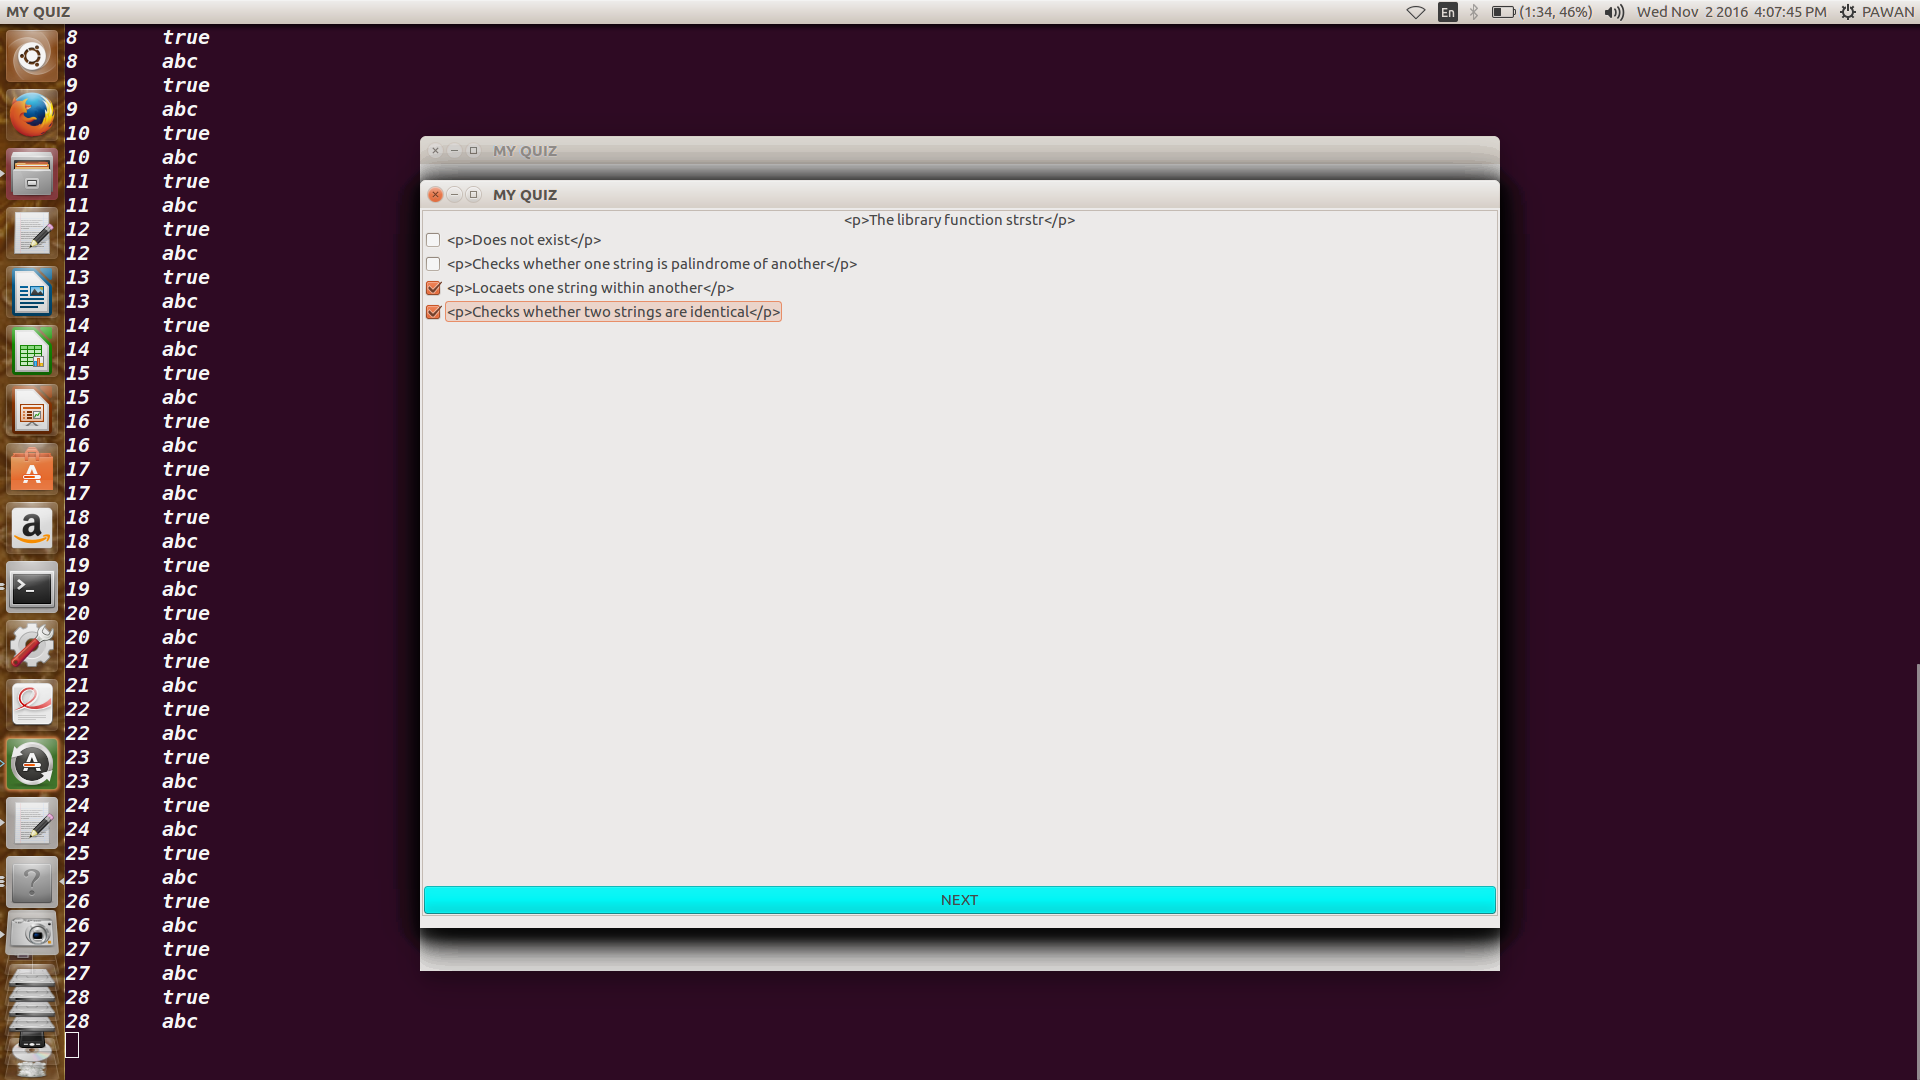 MY QUIZ
En
(1:34, 46%)
Wed Nov 2 2016 4:07:45 PM
PAWAN
8 true
8 abc
9 true
9 abc
10 true
10 abc
11 true
11 abc
12 true
12 abc
13 true
13 abc
14 true
14 abc
15 true
15 abc
16 true
16 abc
17 true
17 abc
18 true
18 abc
19 true
19 abc
20 true
20 abc
21 true
21 abc
22 true
22 abc
23 true
23 abc
24 true
24 abc
25 true
25 abc
26 true
26 abc
27 true
27 abc
28 true
28 abc
MY QUIZ
MY QUIZ
<p>The library function strstr</p>
<p>Does not exist</p>
<p>Checks whether one string is palindrome of another</p>
<p>Locaets one string within another</p>
<p>Checks whether two strings are identical</p>
NEXT